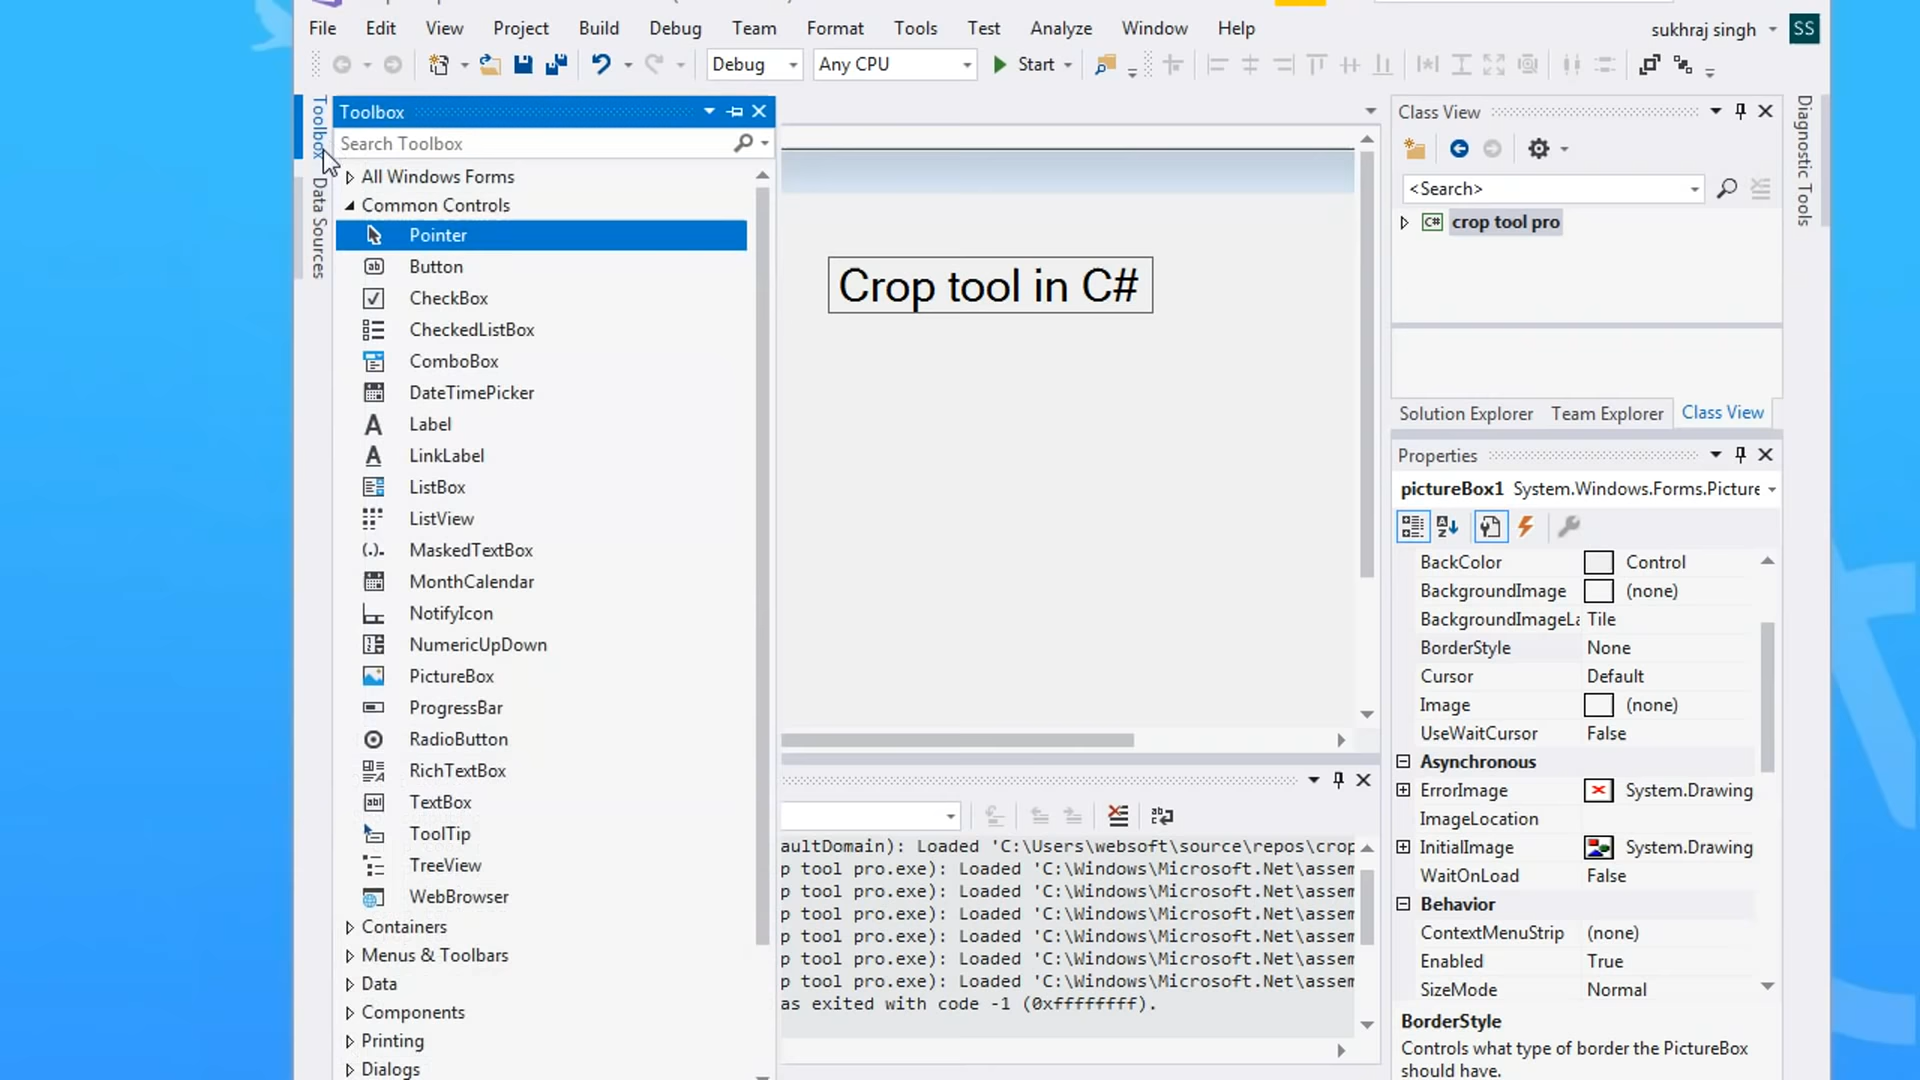 File Edit View Project Build Debug Team Format Tools Test Analyze Window Help
sukhraj singh SS
Debug Any CPU Start
Toolbox
Data Sources
Toolbox
Search Toolbox
All Windows Forms
Common Controls
Pointer
Button
CheckBox
CheckedListBox
ComboBox
DateTimePicker
Label
LinkLabel
ListBox
ListView
MaskedTextBox
MonthCalendar
NotifyIcon
NumericUpDown
PictureBox
ProgressBar
RadioButton
RichTextBox
TextBox
ToolTip
TreeView
WebBrowser
Containers
Menus & Toolbars
Data
Components
Printing
Dialogs
Crop tool in C#
aultDomain): Loaded 'C:\Users\websoft\source\repos\crop
p tool pro.exe): Loaded 'C:\Windows\Microsoft.Net\assem
p tool pro.exe): Loaded 'C:\Windows\Microsoft.Net\assem
p tool pro.exe): Loaded 'C:\Windows\Microsoft.Net\assem
p tool pro.exe): Loaded 'C:\Windows\Microsoft.Net\assem
p tool pro.exe): Loaded 'C:\Windows\Microsoft.Net\assem
p tool pro.exe): Loaded 'C:\Windows\Microsoft.Net\assem
as exited with code -1 (0xffffffff).
Class View
<Search>
C# crop tool pro
Solution Explorer Team Explorer Class View
Properties
pictureBox1 System.Windows.Forms.Picture
BackColor Control
BackgroundImage (none)
BackgroundImageLa Tile
BorderStyle None
Cursor Default
Image (none)
UseWaitCursor False
Asynchronous
ErrorImage System.Drawing
ImageLocation
InitialImage System.Drawing
WaitOnLoad False
Behavior
ContextMenuStrip (none)
Enabled True
SizeMode Normal
BorderStyle
Controls what type of border the PictureBox
should have.
Diagnostic Tools